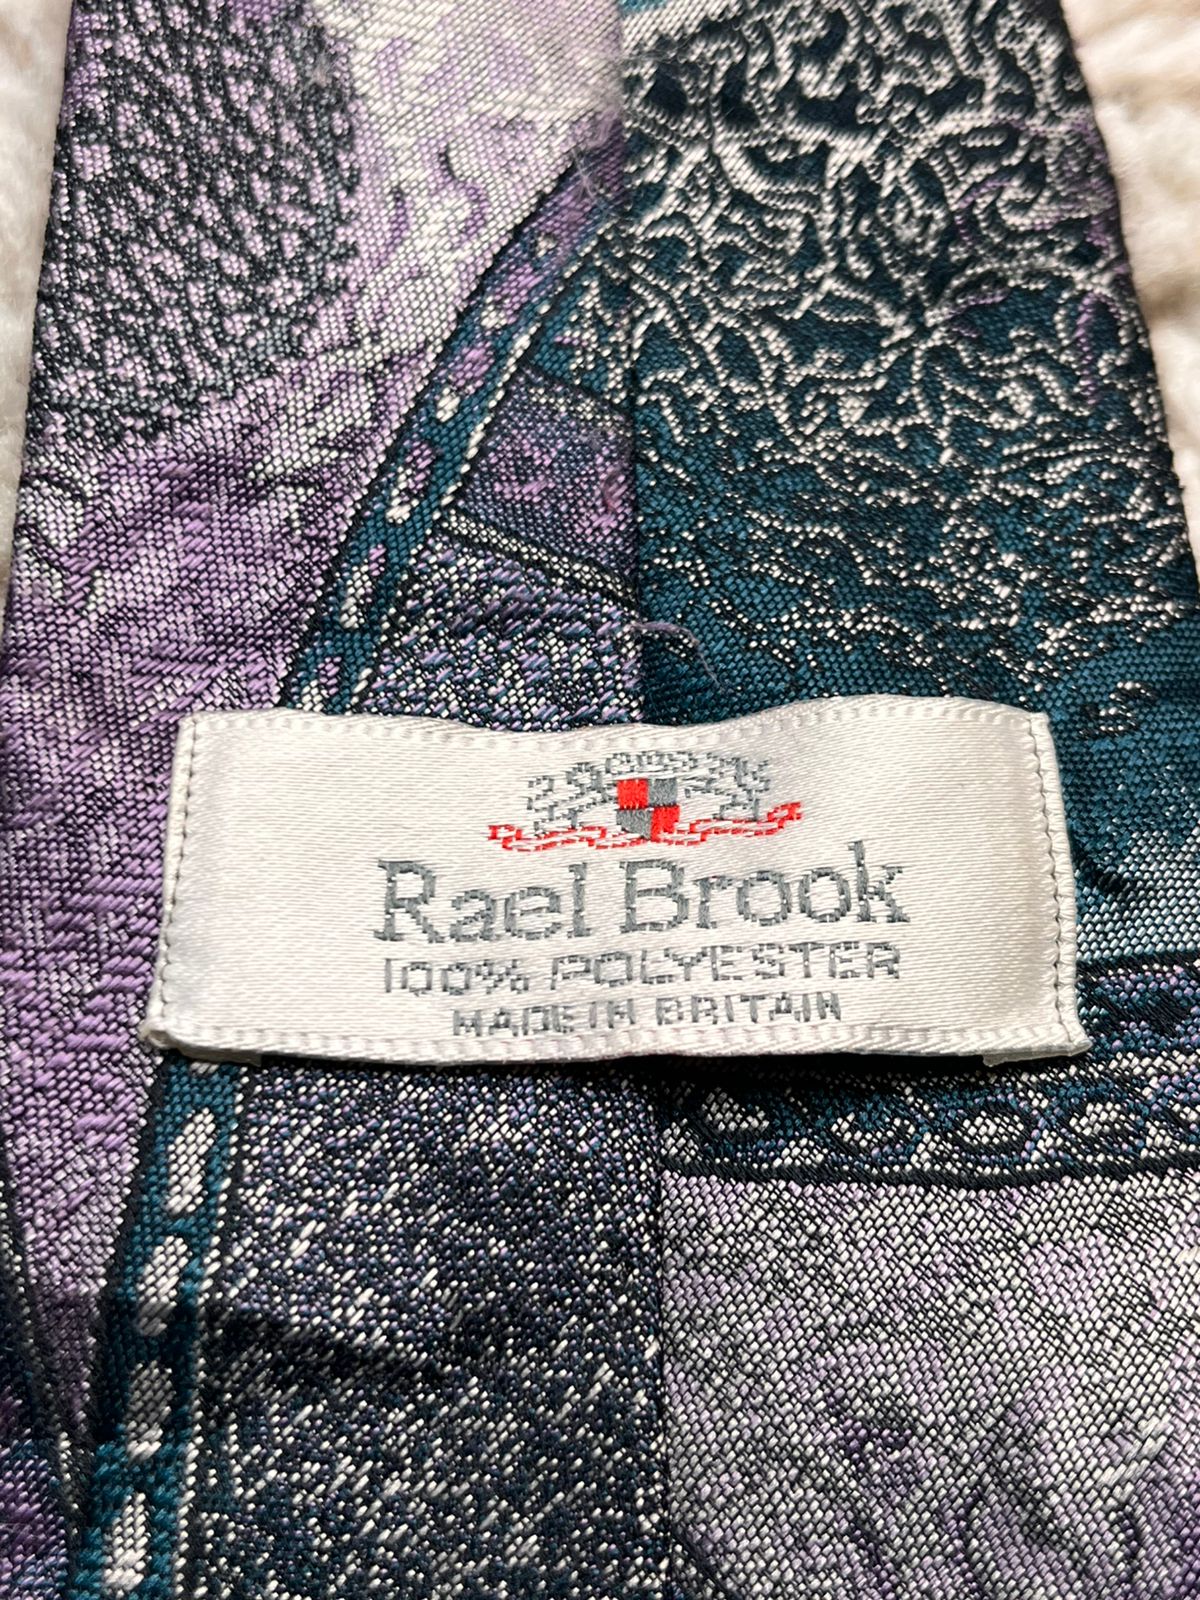 Rael Brook
100% POLYESTER
MADE IN BRITAIN